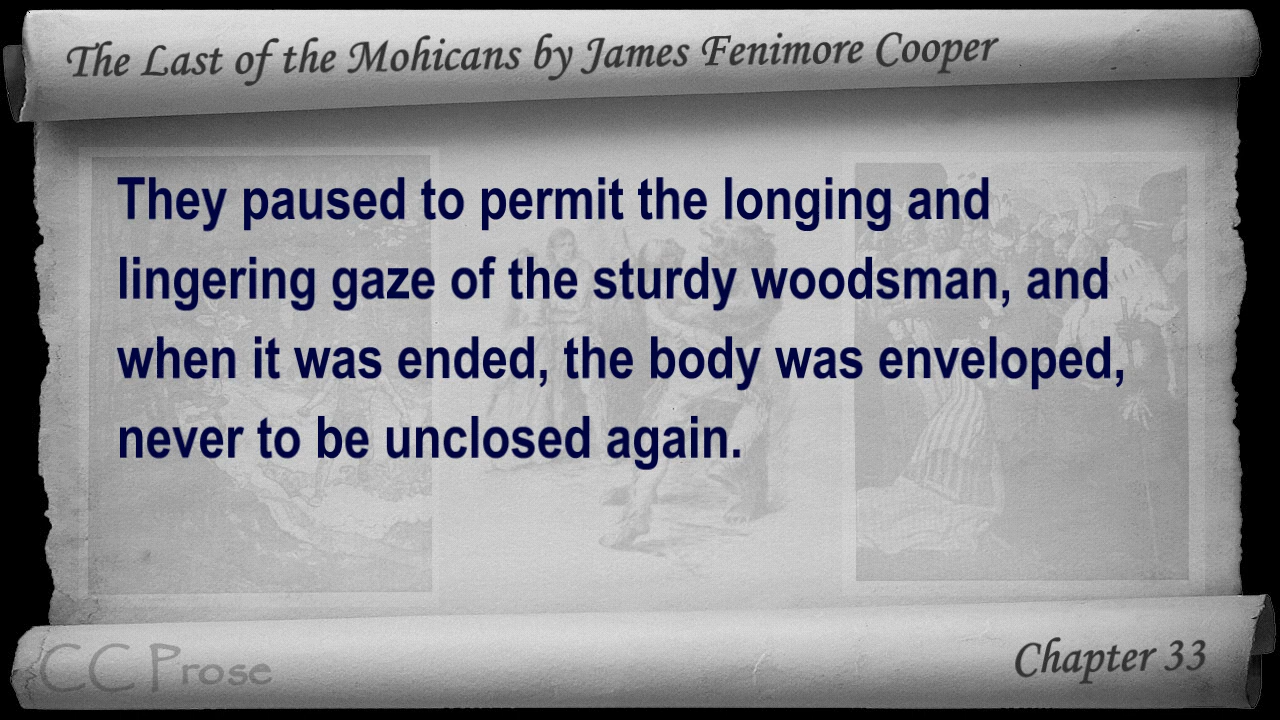 The Last of the Mohicans by James Fenimore Cooper
They paused to permit the longing and
lingering gaze of the sturdy woodsman, and
when it was ended, the body was enveloped,
never to be unclosed again.
CC Prose
Chapter 33